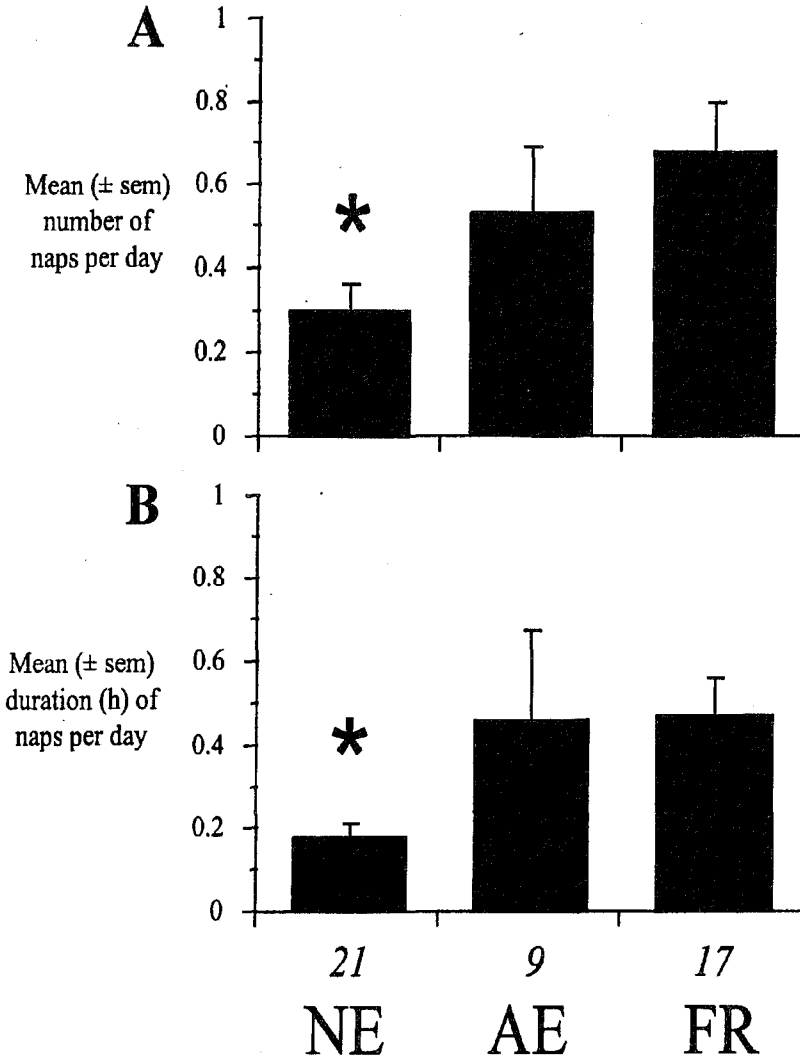 A
1
0.8
0.6
0.4
0.2
0
Mean (± sem)
number of
naps per day
*
B
1
0.8
0.6
0.4
0.2
0
Mean (± sem)
duration (h) of
naps per day
*
21 9 17
NE AE FR